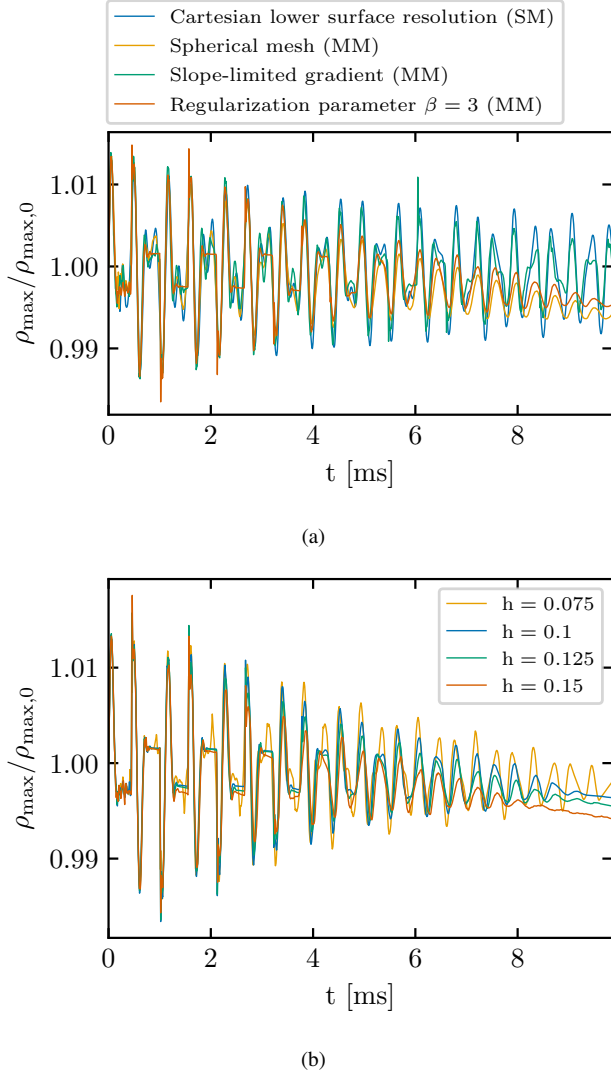 Cartesian lower surface resolution (SM)
Spherical mesh (MM)
Slope-limited gradient (MM)
Regularization parameter β = 3 (MM)
1.01
1.00
0.99
ρmax/ρmax,0
0 2 4 6 8
t [ms]
(a)
h = 0.075
h = 0.1
h = 0.125
h = 0.15
1.01
1.00
0.99
ρmax/ρmax,0
0 2 4 6 8
t [ms]
(b)